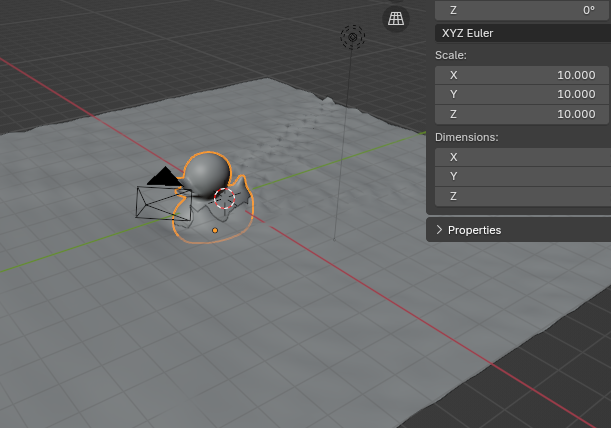 Z 0°
XYZ Euler
Scale:
X 10.000
Y 10.000
Z 10.000
Dimensions:
X
Y
Z
Properties